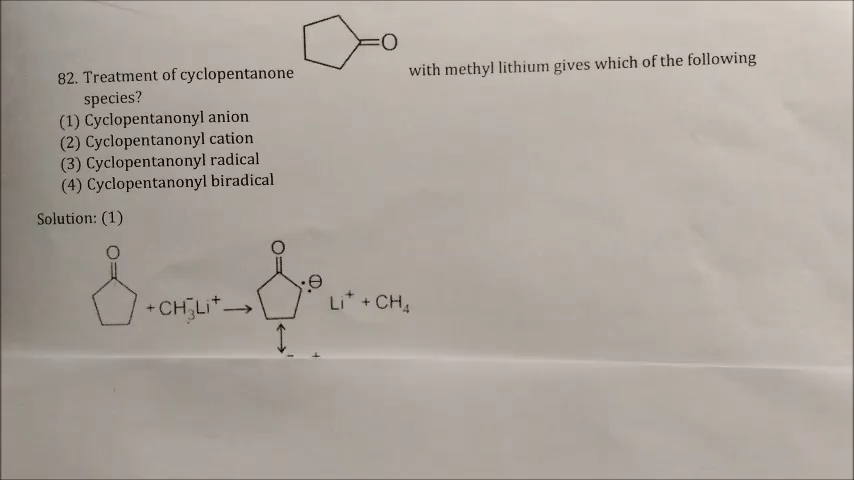 82. Treatment of cyclopentanone =O with methyl lithium gives which of the following
species?
(1) Cyclopentanonyl anion
(2) Cyclopentanonyl cation
(3) Cyclopentanonyl radical
(4) Cyclopentanonyl biradical
Solution: (1)
O O
+ CH₃⁻Li⁺ → :⊖ Li⁺ + CH₄
↕
- +